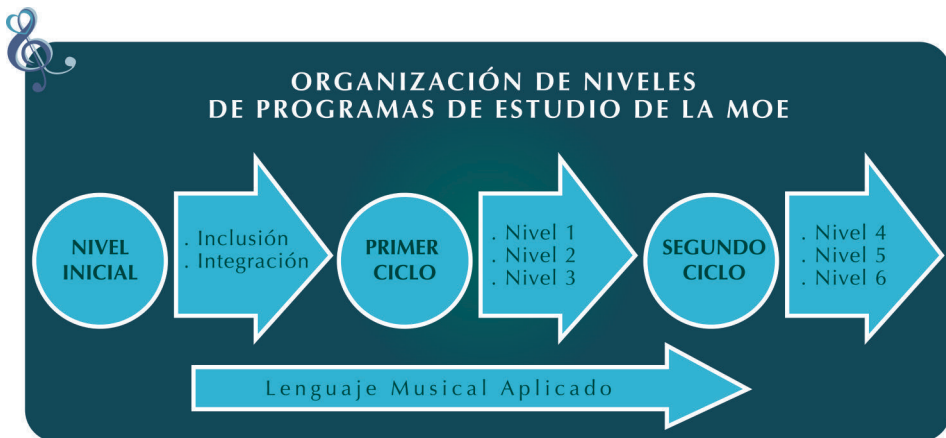 ORGANIZACIÓN DE NIVELES
DE PROGRAMAS DE ESTUDIO DE LA MOE
NIVEL
INICIAL
. Inclusión
. Integración
PRIMER
CICLO
. Nivel 1
. Nivel 2
. Nivel 3
SEGUNDO
CICLO
. Nivel 4
. Nivel 5
. Nivel 6
Lenguaje Musical Aplicado